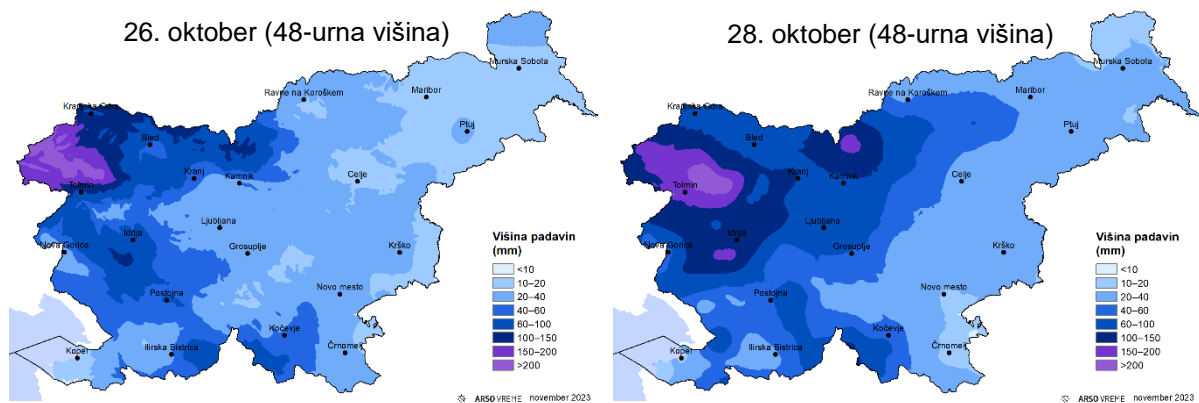 26. oktober (48-urna višina)
Murska Sobota
Ravne na Koroškem
Maribor
Kranjska Gora
Ptuj
Bled
Kranj
Kamnik
Celje
Tolmin
Ljubljana
Idrija
Nova Gorica
Grosuplje
Krško
Postojna
Novo mesto
Kočevje
Koper
Ilirska Bistrica
Črnomelj
Višina padavin
(mm)
<10
10–20
20–40
40–60
60–100
100–150
150–200
>200
ARSO VREME november 2023
28. oktober (48-urna višina)
Murska Sobota
Ravne na Koroškem
Maribor
Kranjska Gora
Ptuj
Bled
Kranj
Kamnik
Celje
Tolmin
Ljubljana
Idrija
Nova Gorica
Grosuplje
Krško
Postojna
Novo mesto
Kočevje
Koper
Ilirska Bistrica
Črnomelj
Višina padavin
(mm)
<10
10–20
20–40
40–60
60–100
100–150
150–200
>200
ARSO VREME november 2023